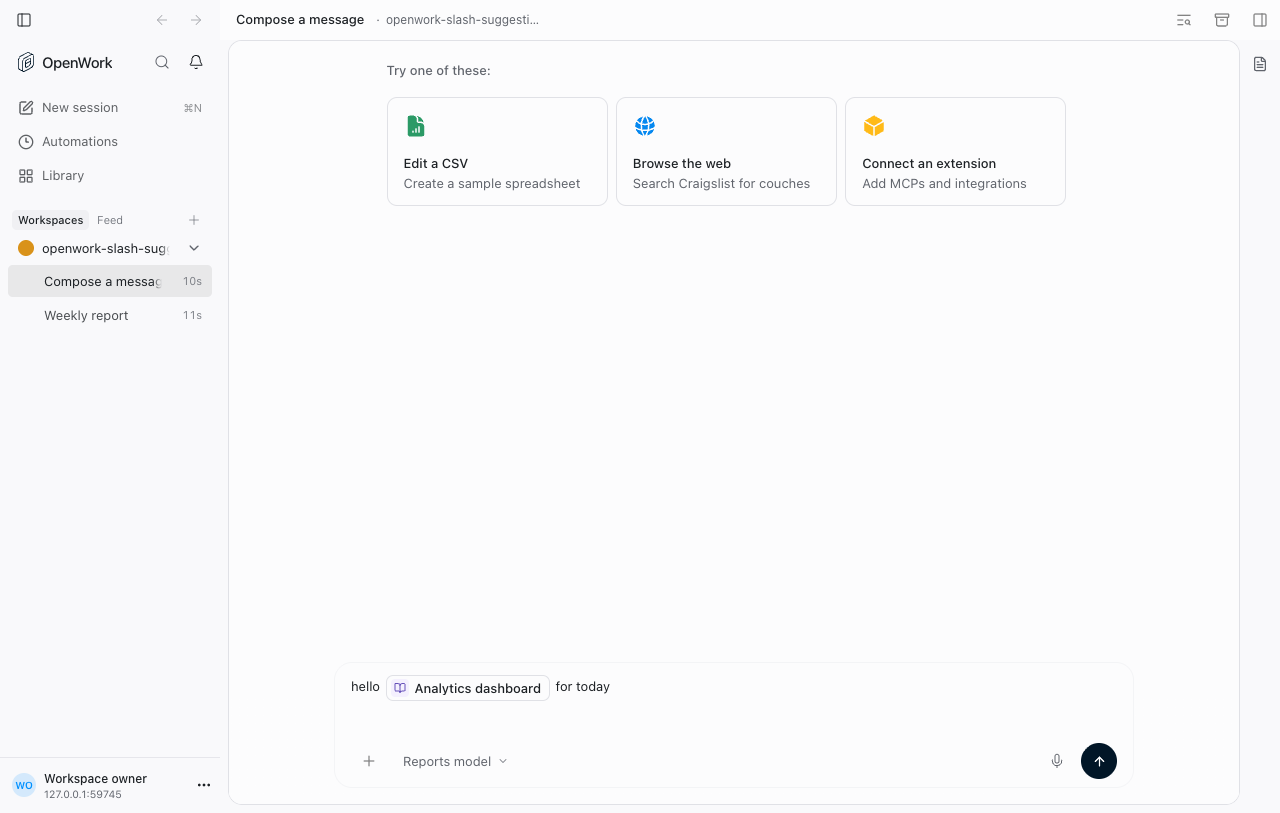 Compose a message · openwork-slash-suggesti...
OpenWork
New session ⌘N
Automations
Library
Workspaces Feed
openwork-slash-sug
Compose a messag 10s
Weekly report 11s
Workspace owner
WO
127.0.0.1:59745
Try one of these:
Edit a CSV
Create a sample spreadsheet
Browse the web
Search Craigslist for couches
Connect an extension
Add MCPs and integrations
hello Analytics dashboard for today
Reports model